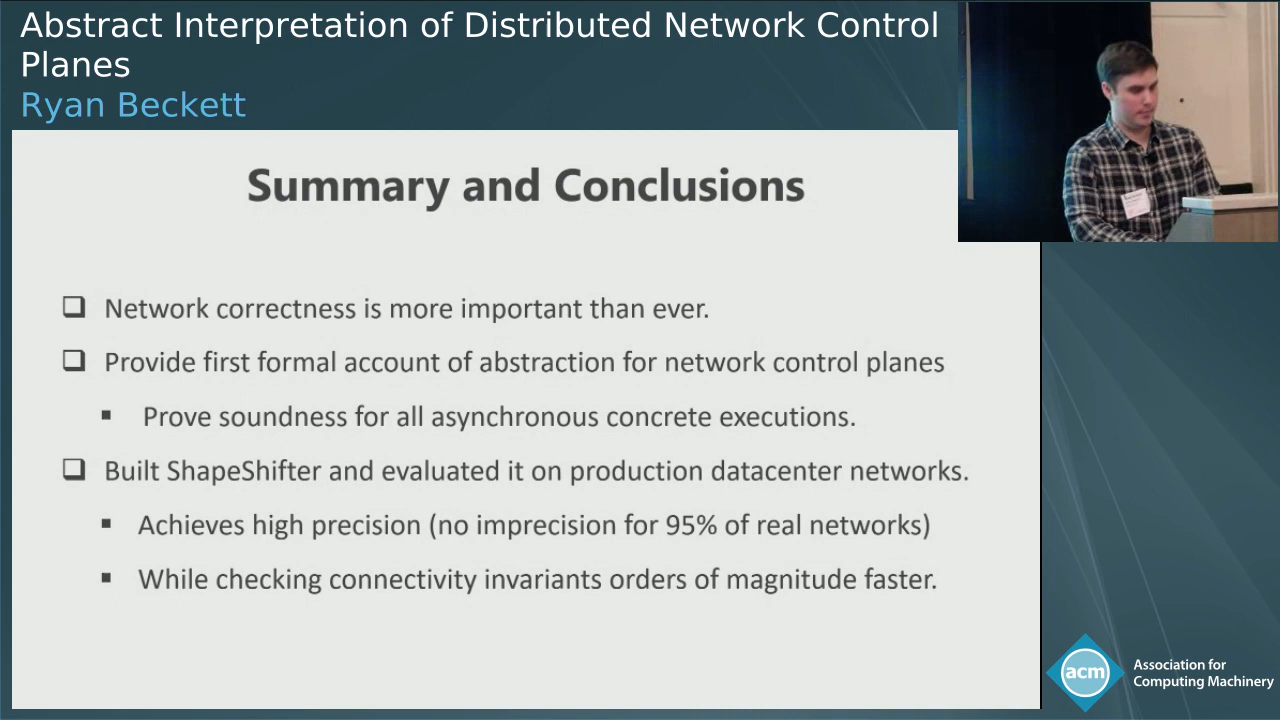 Abstract Interpretation of Distributed Network Control
Planes
Ryan Beckett
Summary and Conclusions
❑ Network correctness is more important than ever.
❑ Provide first formal account of abstraction for network control planes
▪ Prove soundness for all asynchronous concrete executions.
❑ Built ShapeShifter and evaluated it on production datacenter networks.
▪ Achieves high precision (no imprecision for 95% of real networks)
▪ While checking connectivity invariants orders of magnitude faster.
acm
Association for
Computing Machinery